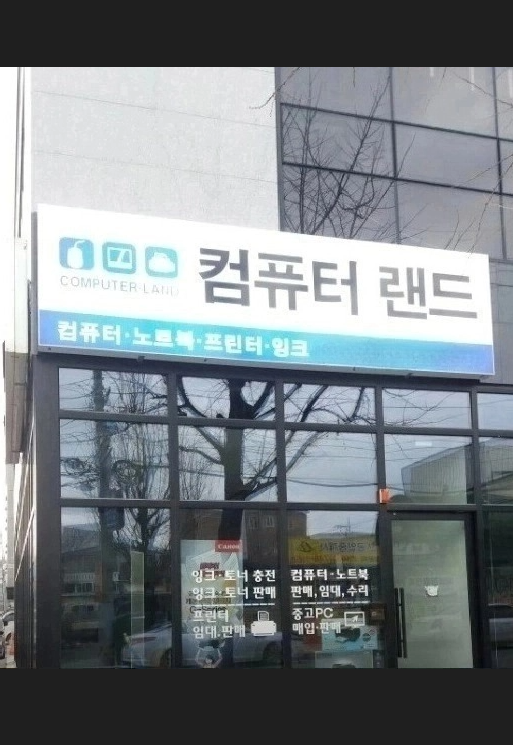 컴퓨터 랜드
COMPUTER-LAND
컴퓨터·노트북·프린터·잉크
Canon
잉크·토너 충전
잉크·토너 판매
프린터
임대.판매
컴퓨터·노트북
판매, 임대, 수리
중고PC
매입·판매